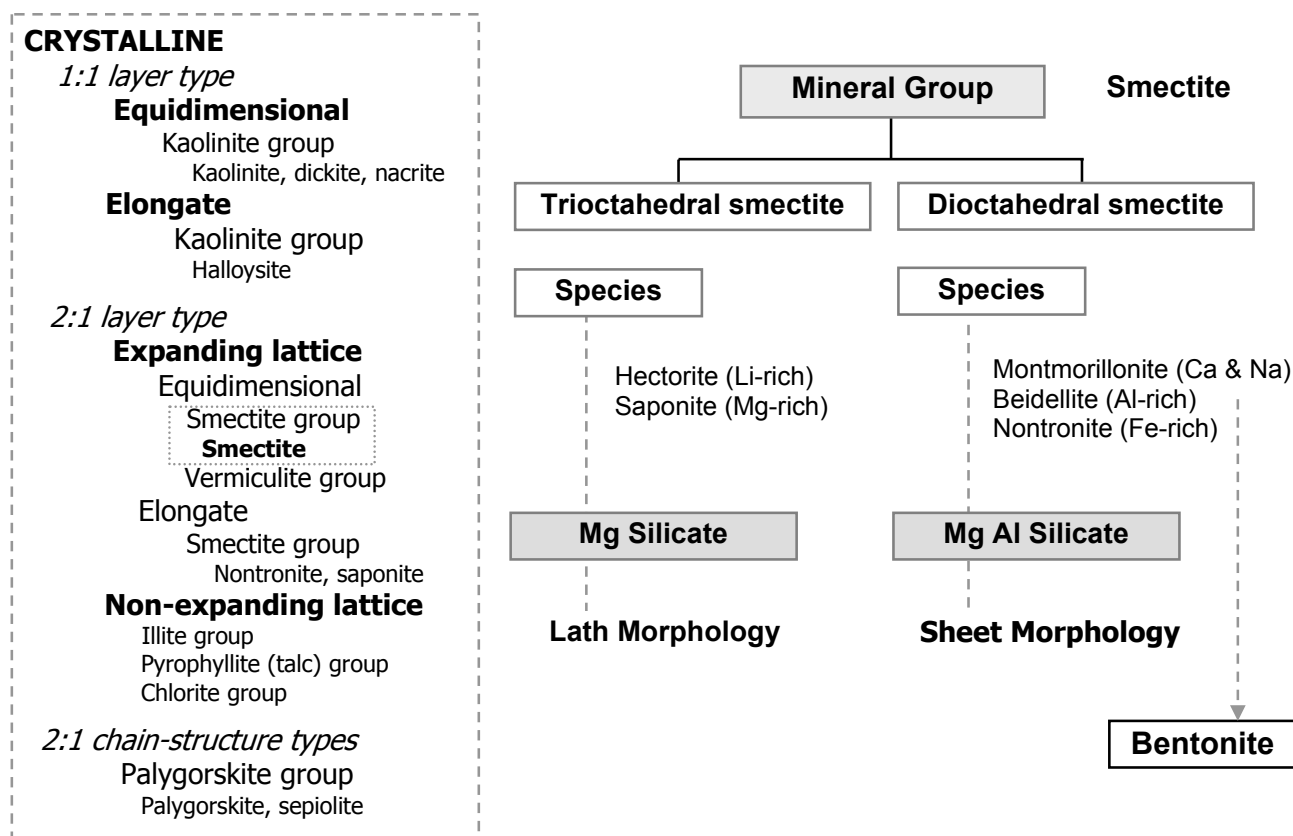 CRYSTALLINE
1:1 layer type
Equidimensional
Kaolinite group
Kaolinite, dickite, nacrite
Elongate
Kaolinite group
Halloysite
2:1 layer type
Expanding lattice
Equidimensional
Smectite group
Smectite
Vermiculite group
Elongate
Smectite group
Nontronite, saponite
Non-expanding lattice
Illite group
Pyrophyllite (talc) group
Chlorite group
2:1 chain-structure types
Palygorskite group
Palygorskite, sepiolite
Mineral Group
Smectite
Trioctahedral smectite
Dioctahedral smectite
Species
Species
Hectorite (Li-rich)
Saponite (Mg-rich)
Montmorillonite (Ca & Na)
Beidellite (Al-rich)
Nontronite (Fe-rich)
Mg Silicate
Mg Al Silicate
Lath Morphology
Sheet Morphology
Bentonite